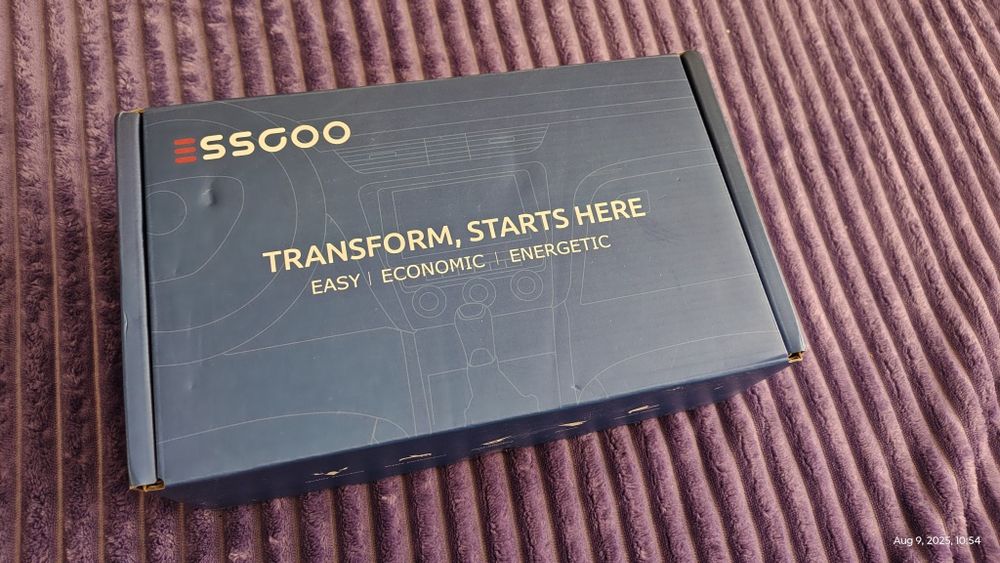 ESSGOO
TRANSFORM, STARTS HERE
EASY | ECONOMIC | ENERGETIC
Aug 9, 2025, 10:54